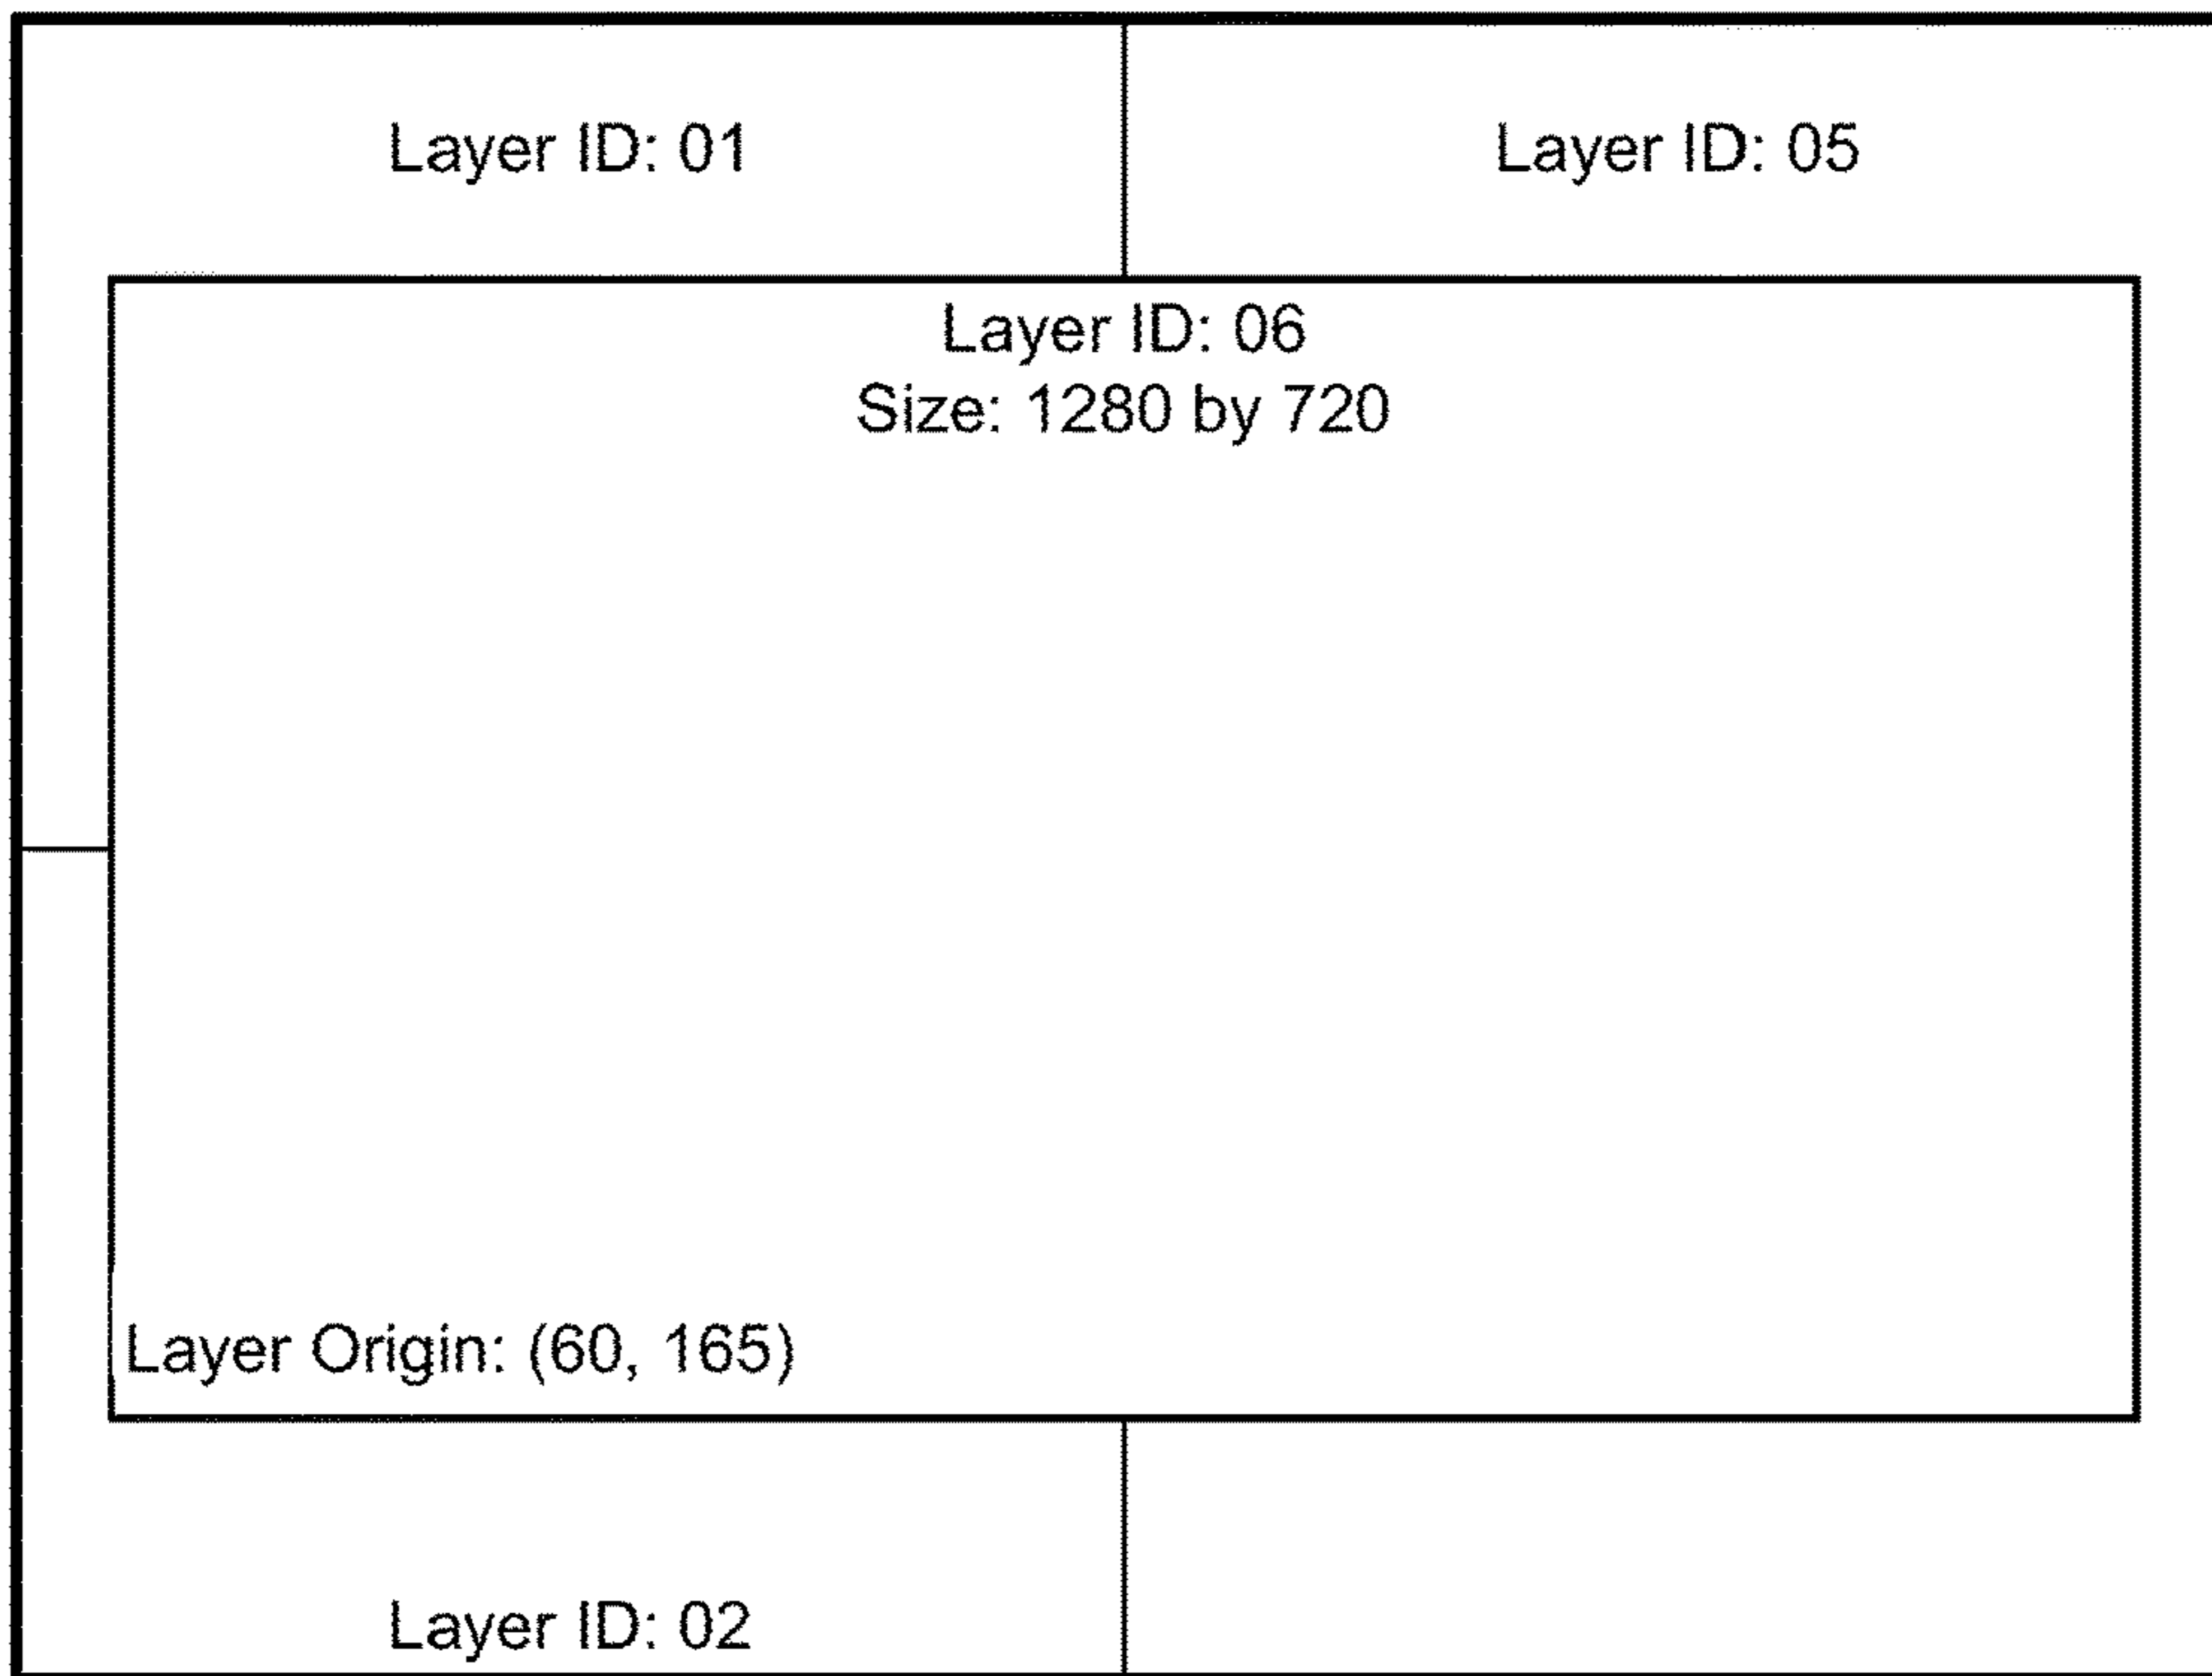 Layer ID: 01
Layer ID: 05
Layer ID: 06
Size: 1280 by 720
Layer Origin: (60, 165)
Layer ID: 02